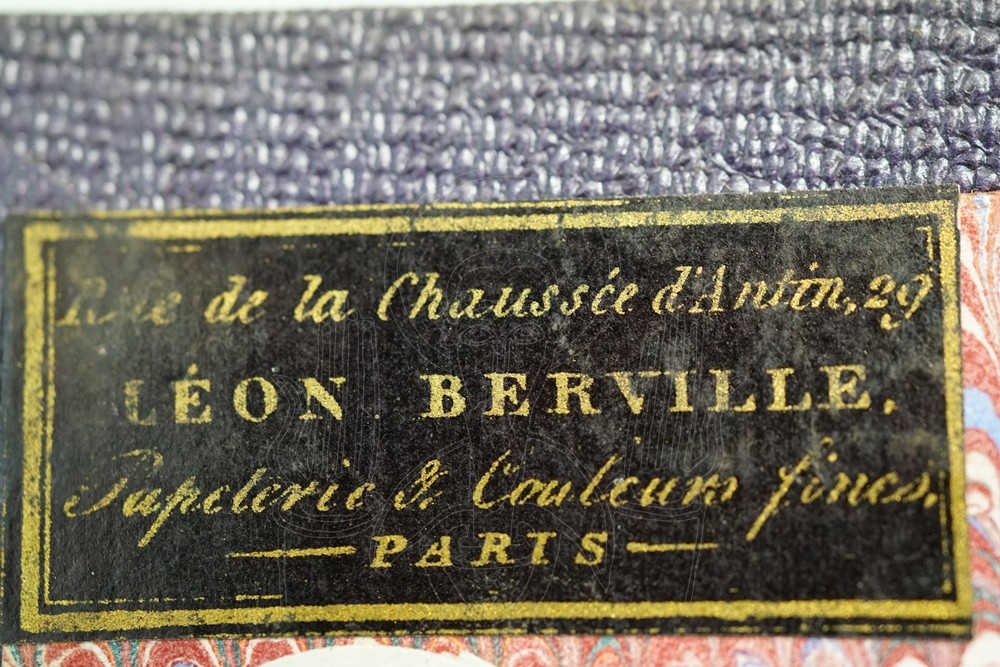 Rue de la Chaussée d'Antin, 29
LÉON BERVILLE.
Papeterie & Couleurs fines.
PARIS